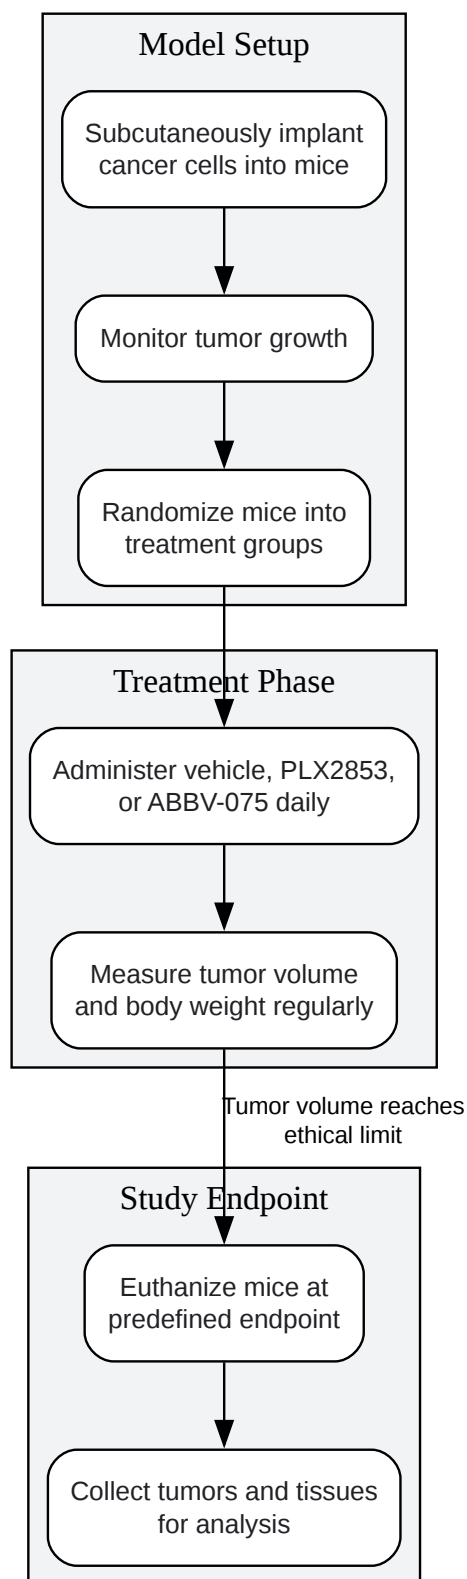 Model Setup
Subcutaneously implant
cancer cells into mice
Monitor tumor growth
Randomize mice into
treatment groups
Treatment Phase
Administer vehicle, PLX2853,
or ABBV-075 daily
Measure tumor volume
and body weight regularly
Tumor volume reaches
ethical limit
Study Endpoint
Euthanize mice at
predefined endpoint
Collect tumors and tissues
for analysis